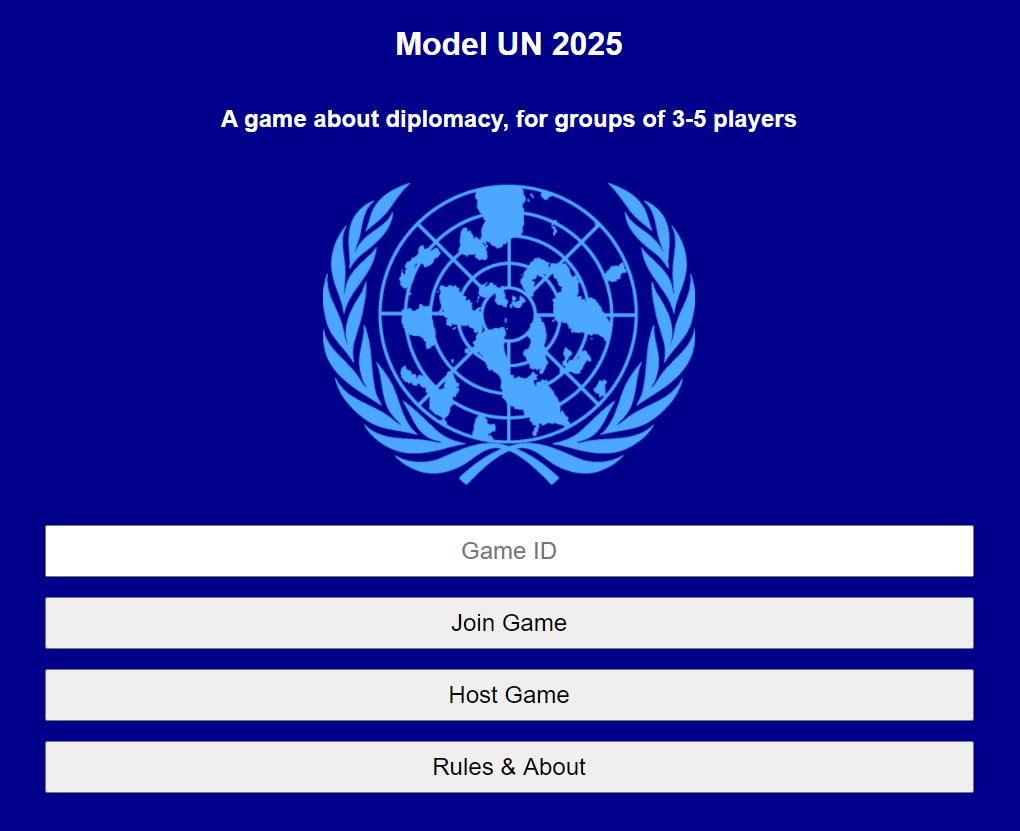 Model UN 2025
A game about diplomacy, for groups of 3-5 players
Game ID
Join Game
Host Game
Rules & About